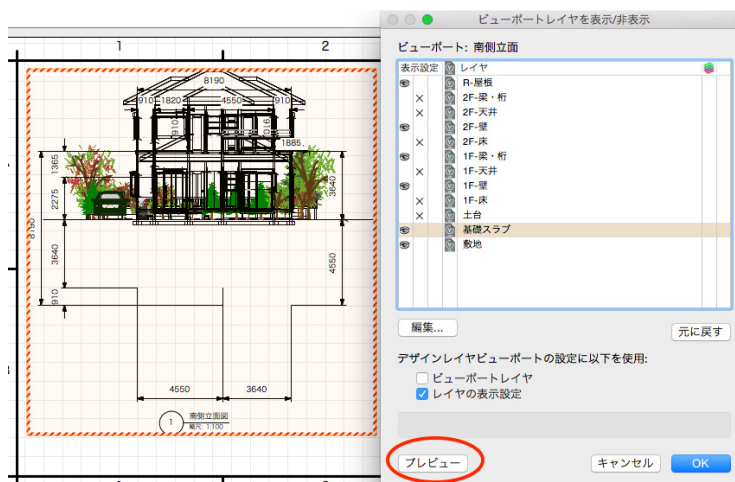 ビューポートレイヤを表示/非表示
ビューポート: 南側立面
表示設定 レイヤ
R-屋根
2F-梁・桁
2F-天井
2F-壁
2F-床
1F-梁・桁
1F-天井
1F-壁
1F-床
土台
基礎スラブ
敷地
編集...
元に戻す
デザインレイヤビューポートの設定に以下を使用:
ビューポートレイヤ
レイヤの表示設定
プレビュー
キャンセル
OK
1
2
8190
910
1820
4550
910
910
910
1885
1365
2275
3640
8190
3640
910
4550
4550
3640
1
南側立面図
縮尺: 1:100